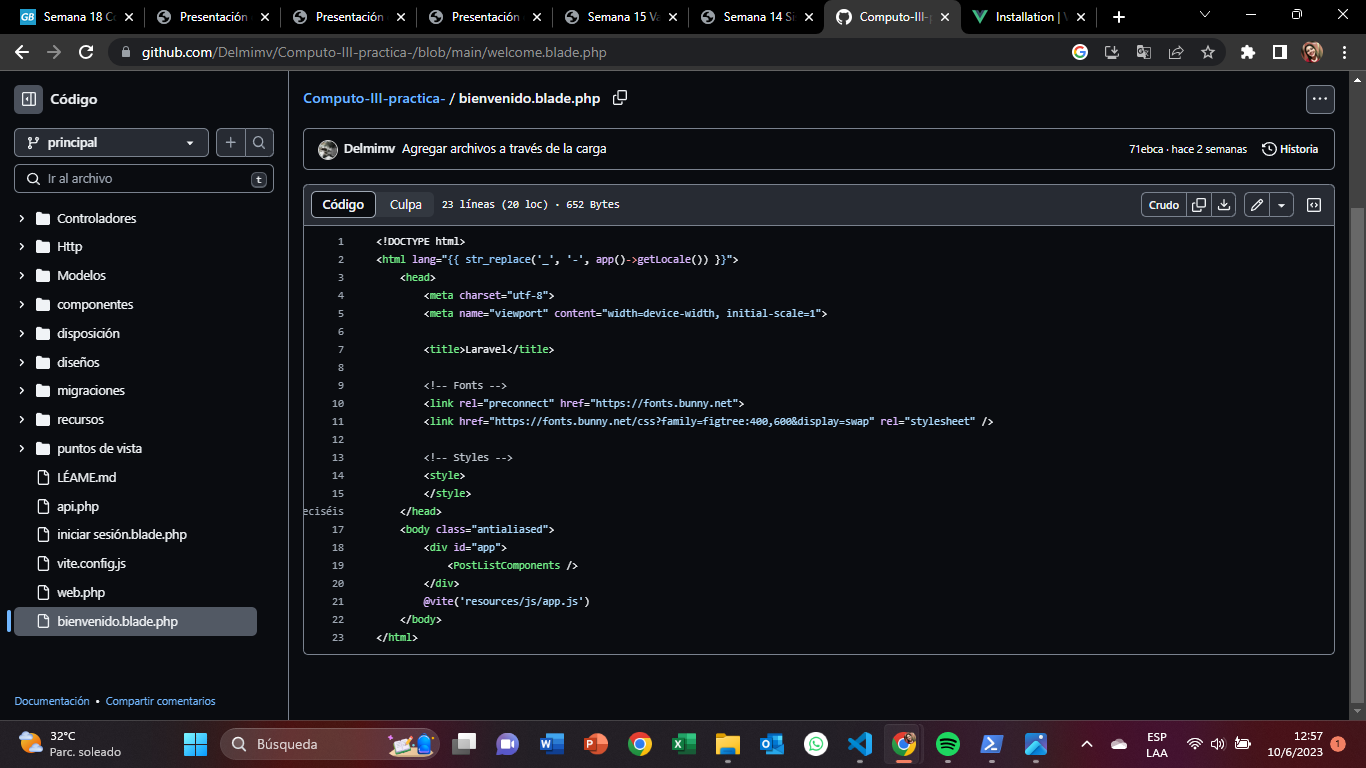 Semana 18 C
Presentación
Presentación
Presentación
Semana 15 Va
Semana 14 Si
Computo-III-p
Installation | V
github.com/Delmimv/Computo-III-practica-/blob/main/welcome.blade.php
Código
principal
Ir al archivo
t
Controladores
Http
Modelos
componentes
disposición
diseños
migraciones
recursos
puntos de vista
LÉAME.md
api.php
iniciar sesión.blade.php
vite.config.js
web.php
bienvenido.blade.php
Documentación • Compartir comentarios
Computo-III-practica- / bienvenido.blade.php
Delmimv Agregar archivos a través de la carga
71ebca · hace 2 semanas Historia
Código Culpa 23 líneas (20 loc) · 652 Bytes
Crudo
1 <!DOCTYPE html>
2 <html lang="{{ str_replace('_', '-', app()->getLocale()) }}">
3 <head>
4 <meta charset="utf-8">
5 <meta name="viewport" content="width=device-width, initial-scale=1">
6
7 <title>Laravel</title>
8
9 <!-- Fonts -->
10 <link rel="preconnect" href="https://fonts.bunny.net">
11 <link href="https://fonts.bunny.net/css?family=figtree:400,600&display=swap" rel="stylesheet" />
12
13 <!-- Styles -->
14 <style>
15 </style>
eciséis </head>
17 <body class="antialiased">
18 <div id="app">
19 <PostListComponents />
20 </div>
21 @vite('resources/js/app.js')
22 </body>
23 </html>
32°C
Parc. soleado
Búsqueda
ESP
LAA
12:57
10/6/2023
1